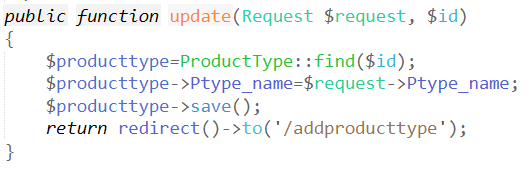 public function update(Request $request, $id)
{
$producttype=ProductType::find($id);
$producttype->Ptype_name=$request->Ptype_name;
$producttype->save();
return redirect()->to('/addproducttype');
}